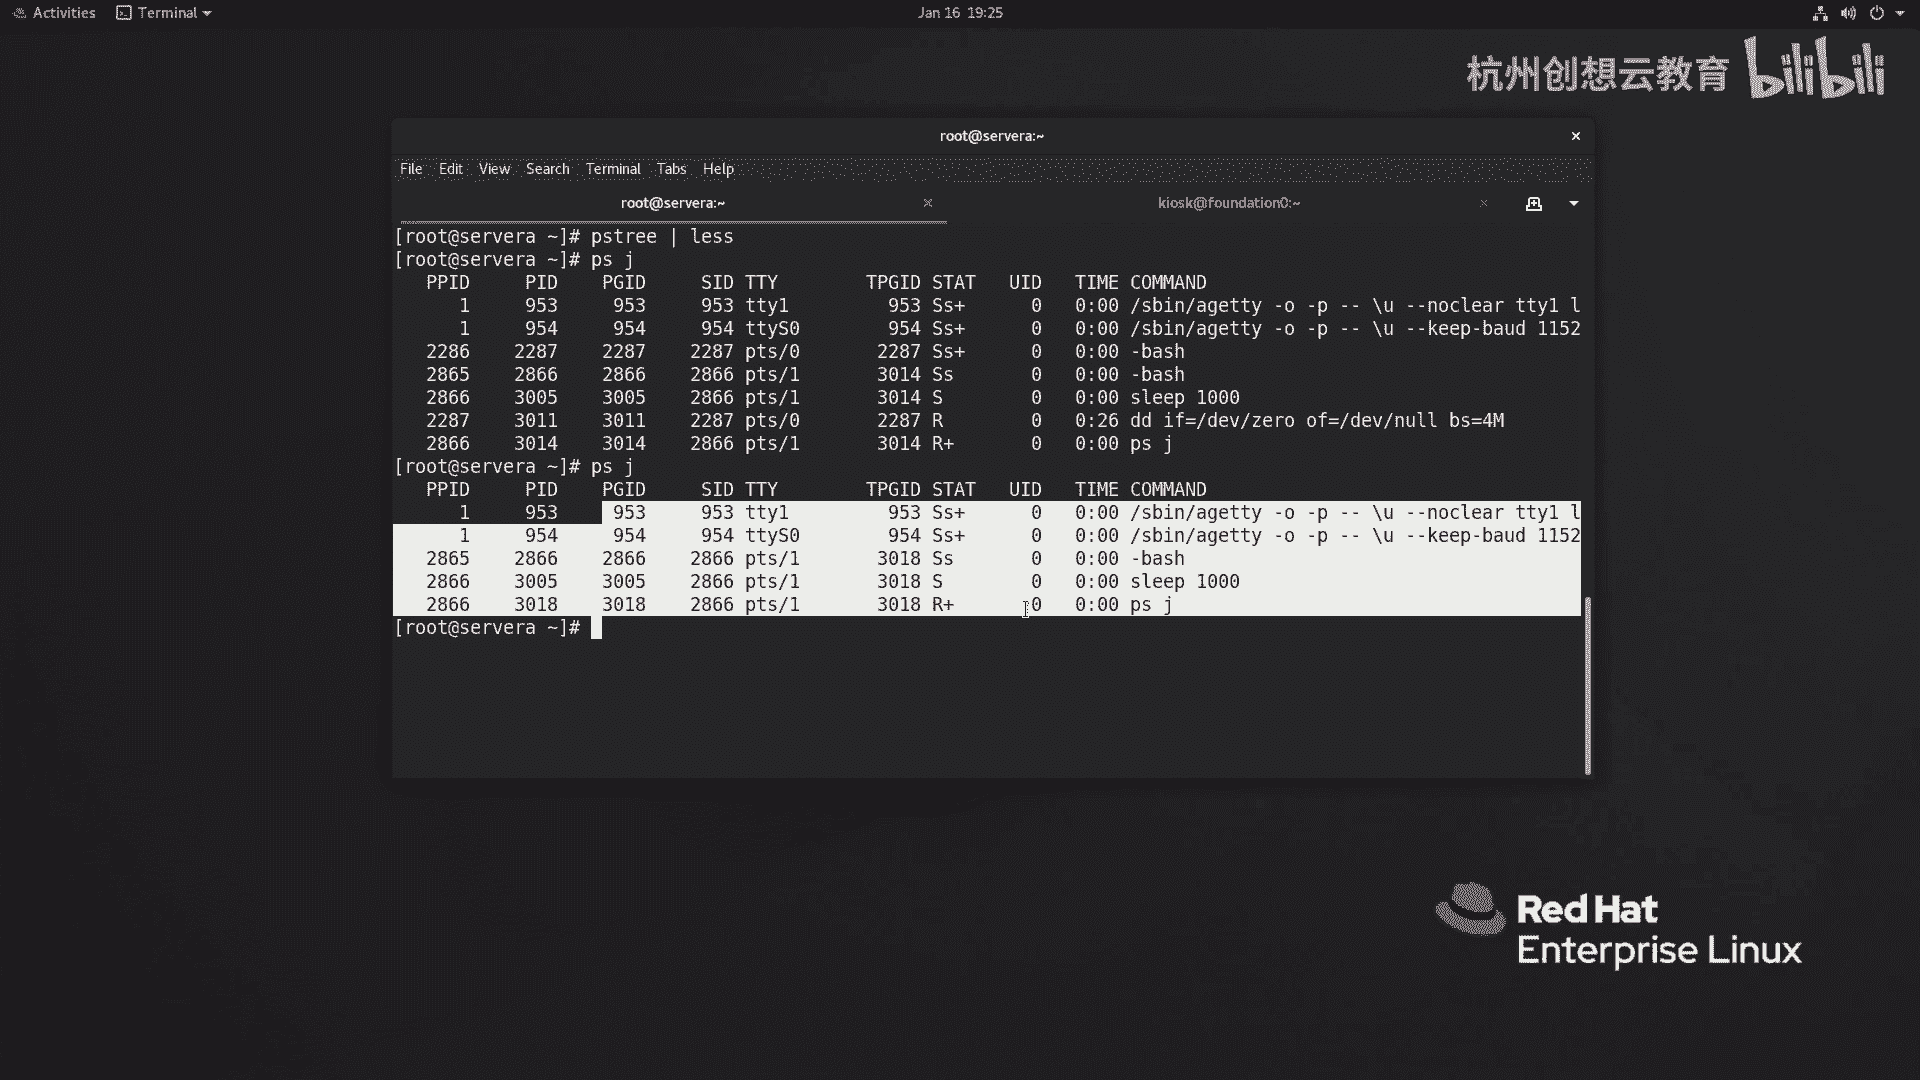 Activities Terminal Jan 16 19:25
杭州创想云教育 bilibili
root@servera:~
File Edit View Search Terminal Tabs Help
root@servera:~ kiosk@foundation0:~
[root@servera ~]# pstree | less
[root@servera ~]# ps j
PPID PID PGID SID TTY TPGID STAT UID TIME COMMAND
1 953 953 953 tty1 953 Ss+ 0 0:00 /sbin/agetty -o -p -- \u --noclear tty1 l
1 954 954 954 ttyS0 954 Ss+ 0 0:00 /sbin/agetty -o -p -- \u --keep-baud 1152
2286 2287 2287 2287 pts/0 2287 Ss+ 0 0:00 -bash
2865 2866 2866 2866 pts/1 3014 Ss 0 0:00 -bash
2866 3005 3005 2866 pts/1 3014 S 0 0:00 sleep 1000
2287 3011 3011 2287 pts/0 2287 R 0 0:26 dd if=/dev/zero of=/dev/null bs=4M
2866 3014 3014 2866 pts/1 3014 R+ 0 0:00 ps j
[root@servera ~]# ps j
PPID PID PGID SID TTY TPGID STAT UID TIME COMMAND
1 953 953 953 tty1 953 Ss+ 0 0:00 /sbin/agetty -o -p -- \u --noclear tty1 l
1 954 954 954 ttyS0 954 Ss+ 0 0:00 /sbin/agetty -o -p -- \u --keep-baud 1152
2865 2866 2866 2866 pts/1 3018 Ss 0 0:00 -bash
2866 3005 3005 2866 pts/1 3018 S 0 0:00 sleep 1000
2866 3018 3018 2866 pts/1 3018 R+ 0 0:00 ps j
[root@servera ~]#
Red Hat
Enterprise Linux